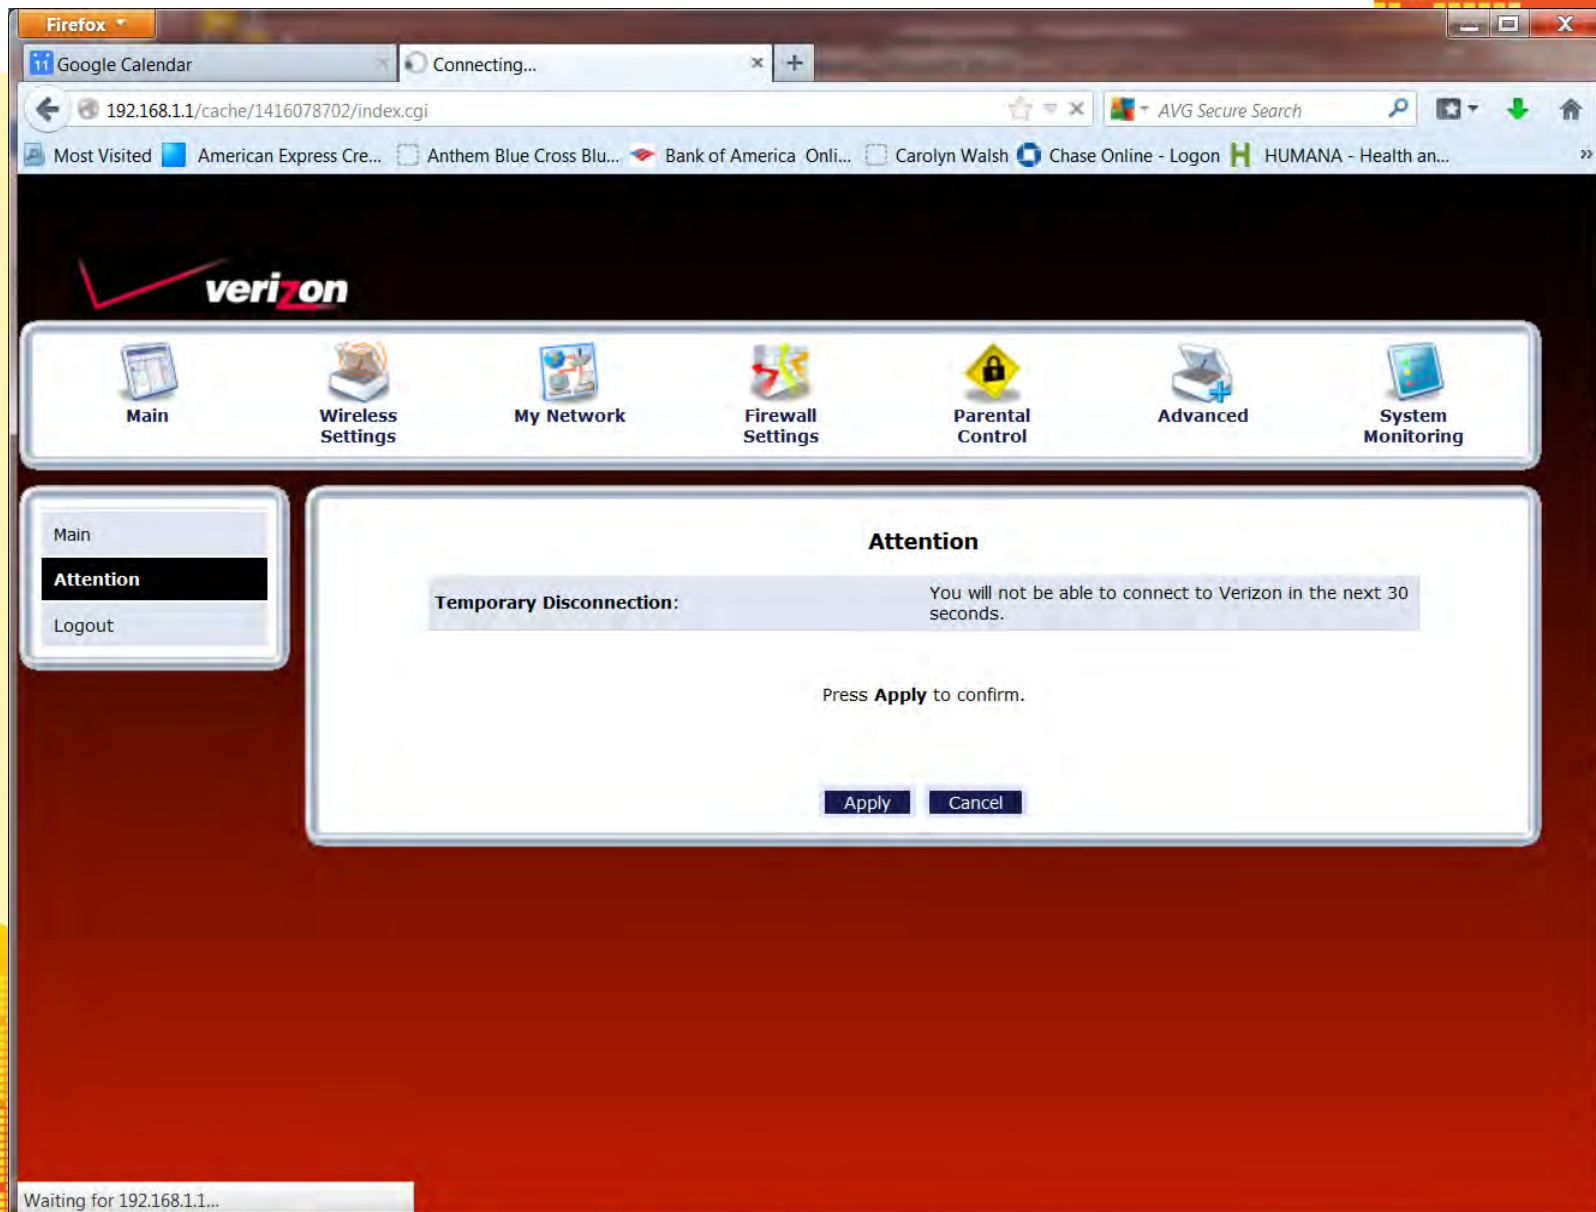 Firefox
11 Google Calendar
Connecting...
192.168.1.1/cache/1416078702/index.cgi
AVG Secure Search
Most Visited
American Express Cre...
Anthem Blue Cross Blu...
Bank of America Onli...
Carolyn Walsh
Chase Online - Logon
H HUMANA - Health an...
verizon
Main
Wireless Settings
My Network
Firewall Settings
Parental Control
Advanced
System Monitoring
Main
Attention
Logout
Attention
Temporary Disconnection:
You will not be able to connect to Verizon in the next 30
seconds.
Press Apply to confirm.
Apply
Cancel
Waiting for 192.168.1.1...